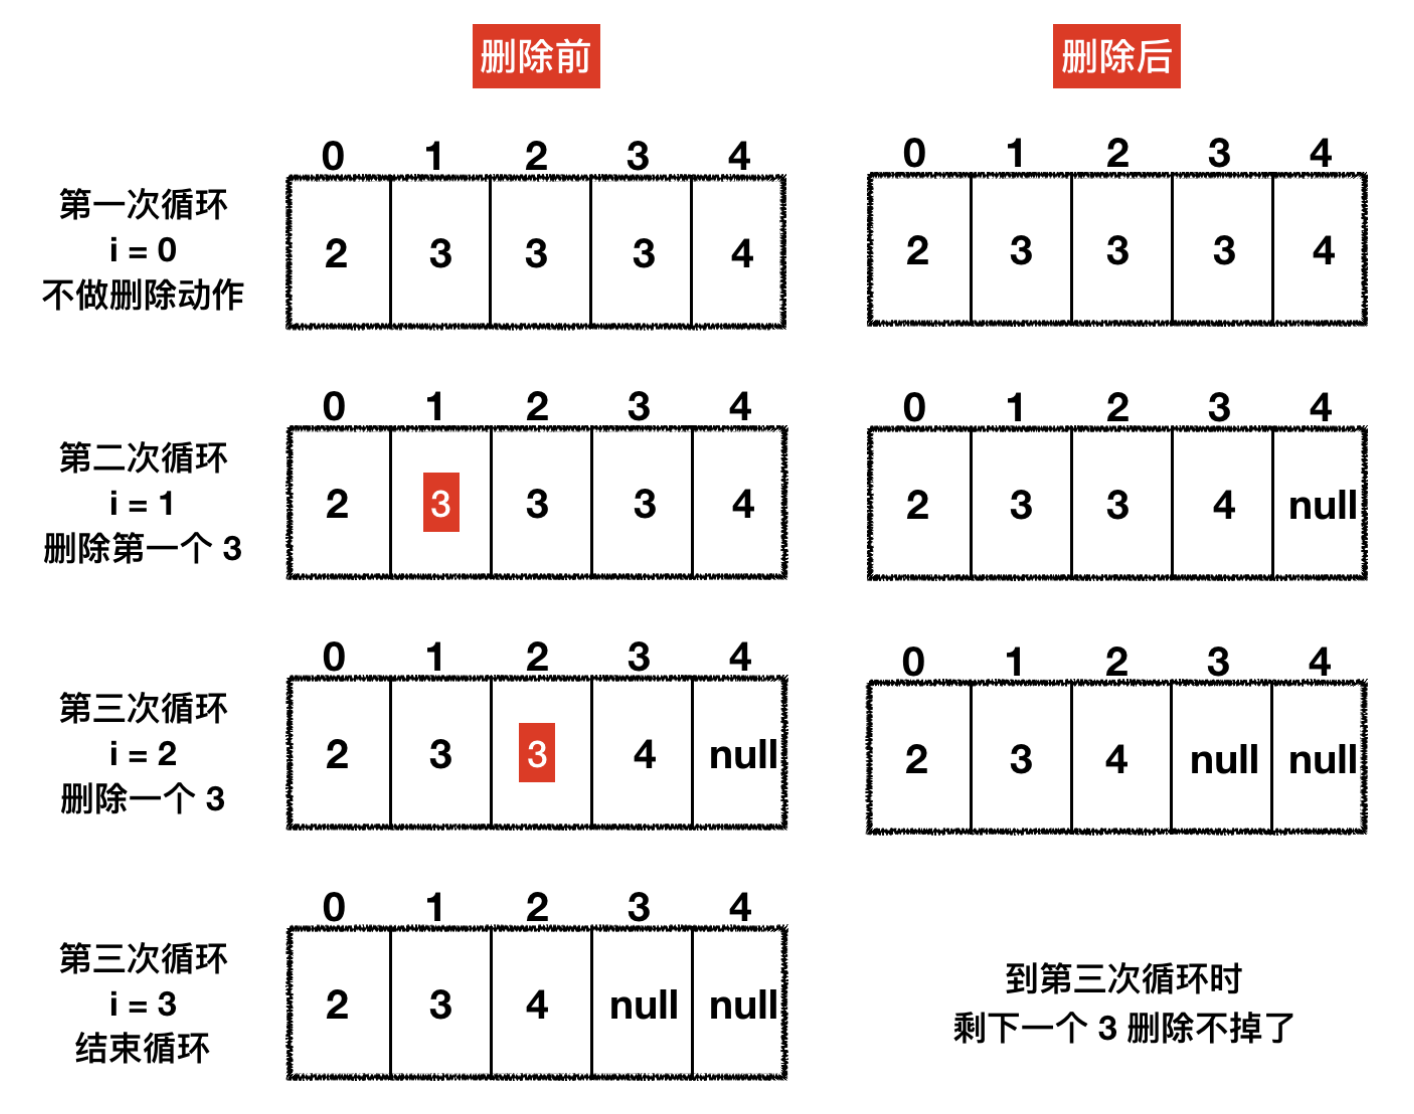 删除前 删除后
0 1 2 3 4 0 1 2 3 4
第一次循环
i = 0
不做删除动作
2 3 3 3 4 2 3 3 3 4
0 1 2 3 4 0 1 2 3 4
第二次循环
i = 1
删除第一个 3
2 3 3 3 4 2 3 3 4 null
0 1 2 3 4 0 1 2 3 4
第三次循环
i = 2
删除一个 3
2 3 3 4 null 2 3 4 null null
0 1 2 3 4
第三次循环
i = 3
结束循环
2 3 4 null null
到第三次循环时
剩下一个 3 删除不掉了